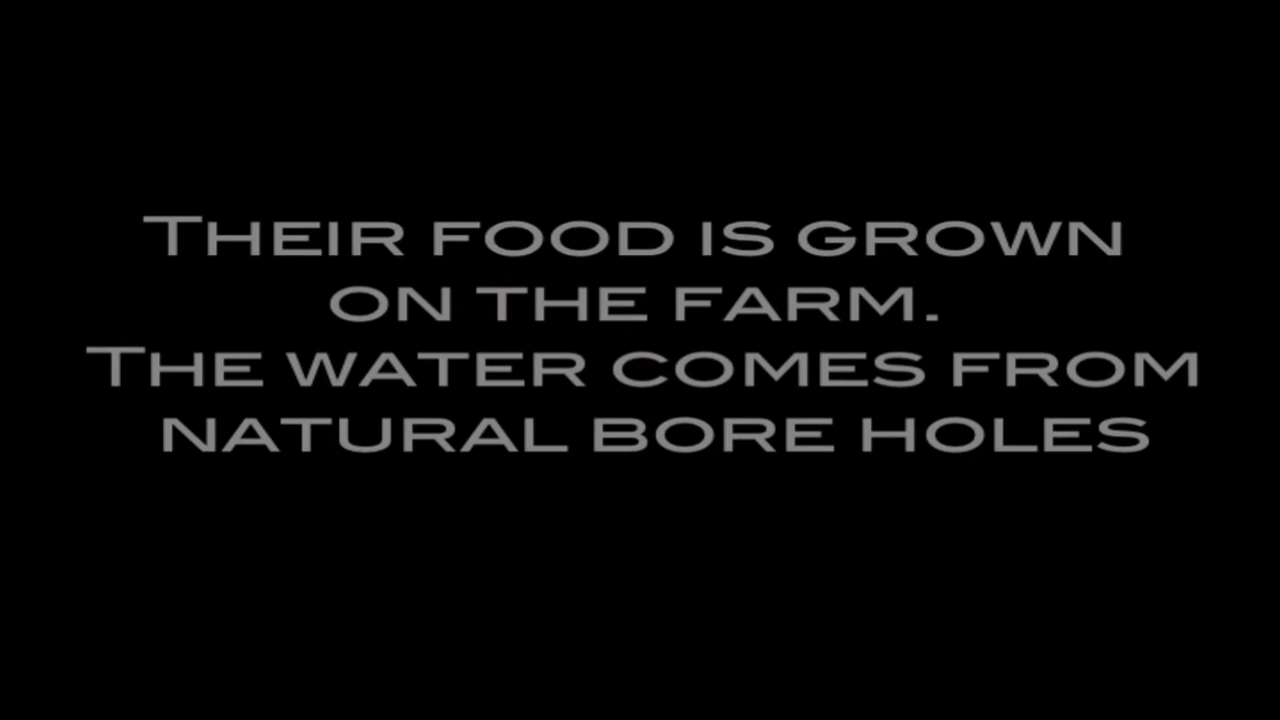 THEIR FOOD IS GROWN
ON THE FARM.
THE WATER COMES FROM
NATURAL BORE HOLES